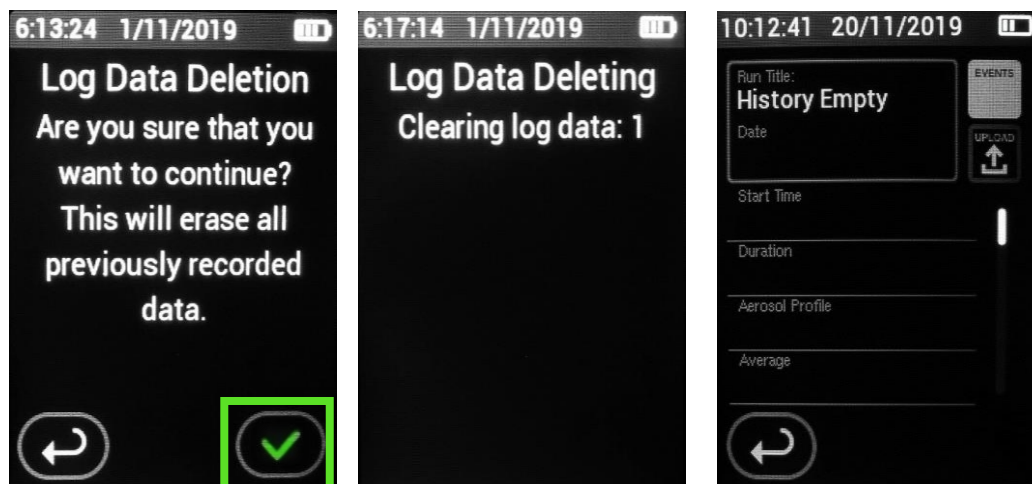 6:13:24 1/11/2019
Log Data Deletion
Are you sure that you
want to continue?
This will erase all
previously recorded
data.
6:17:14 1/11/2019
Log Data Deleting
Clearing log data: 1
10:12:41 20/11/2019
Run Title:
History Empty
Date
EVENTS
UPLOAD
Start Time
Duration
Aerosol Profile
Average